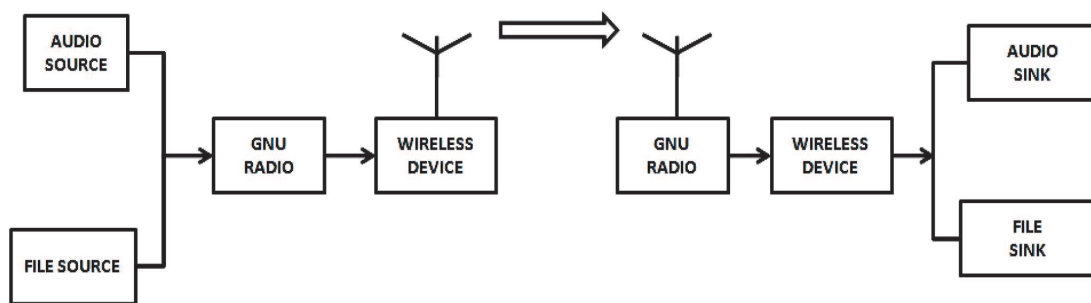 AUDIO
SOURCE
FILE SOURCE
GNU
RADIO
WIRELESS
DEVICE
GNU
RADIO
WIRELESS
DEVICE
AUDIO
SINK
FILE
SINK